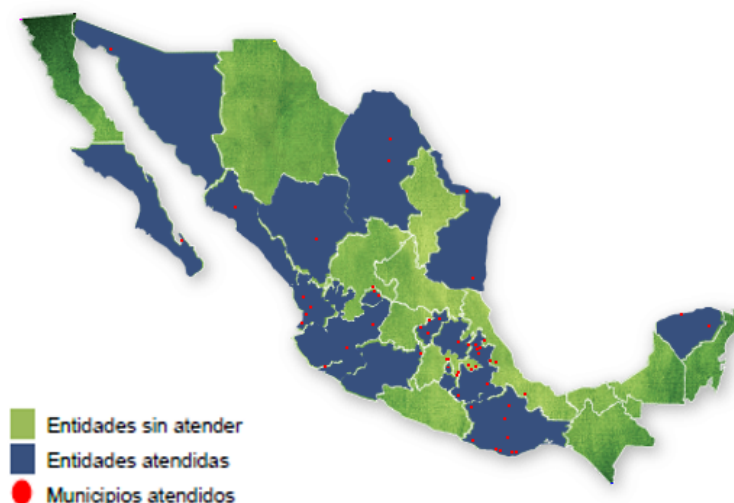 Entidades sin atender
Entidades atendidas
Municipios atendidos